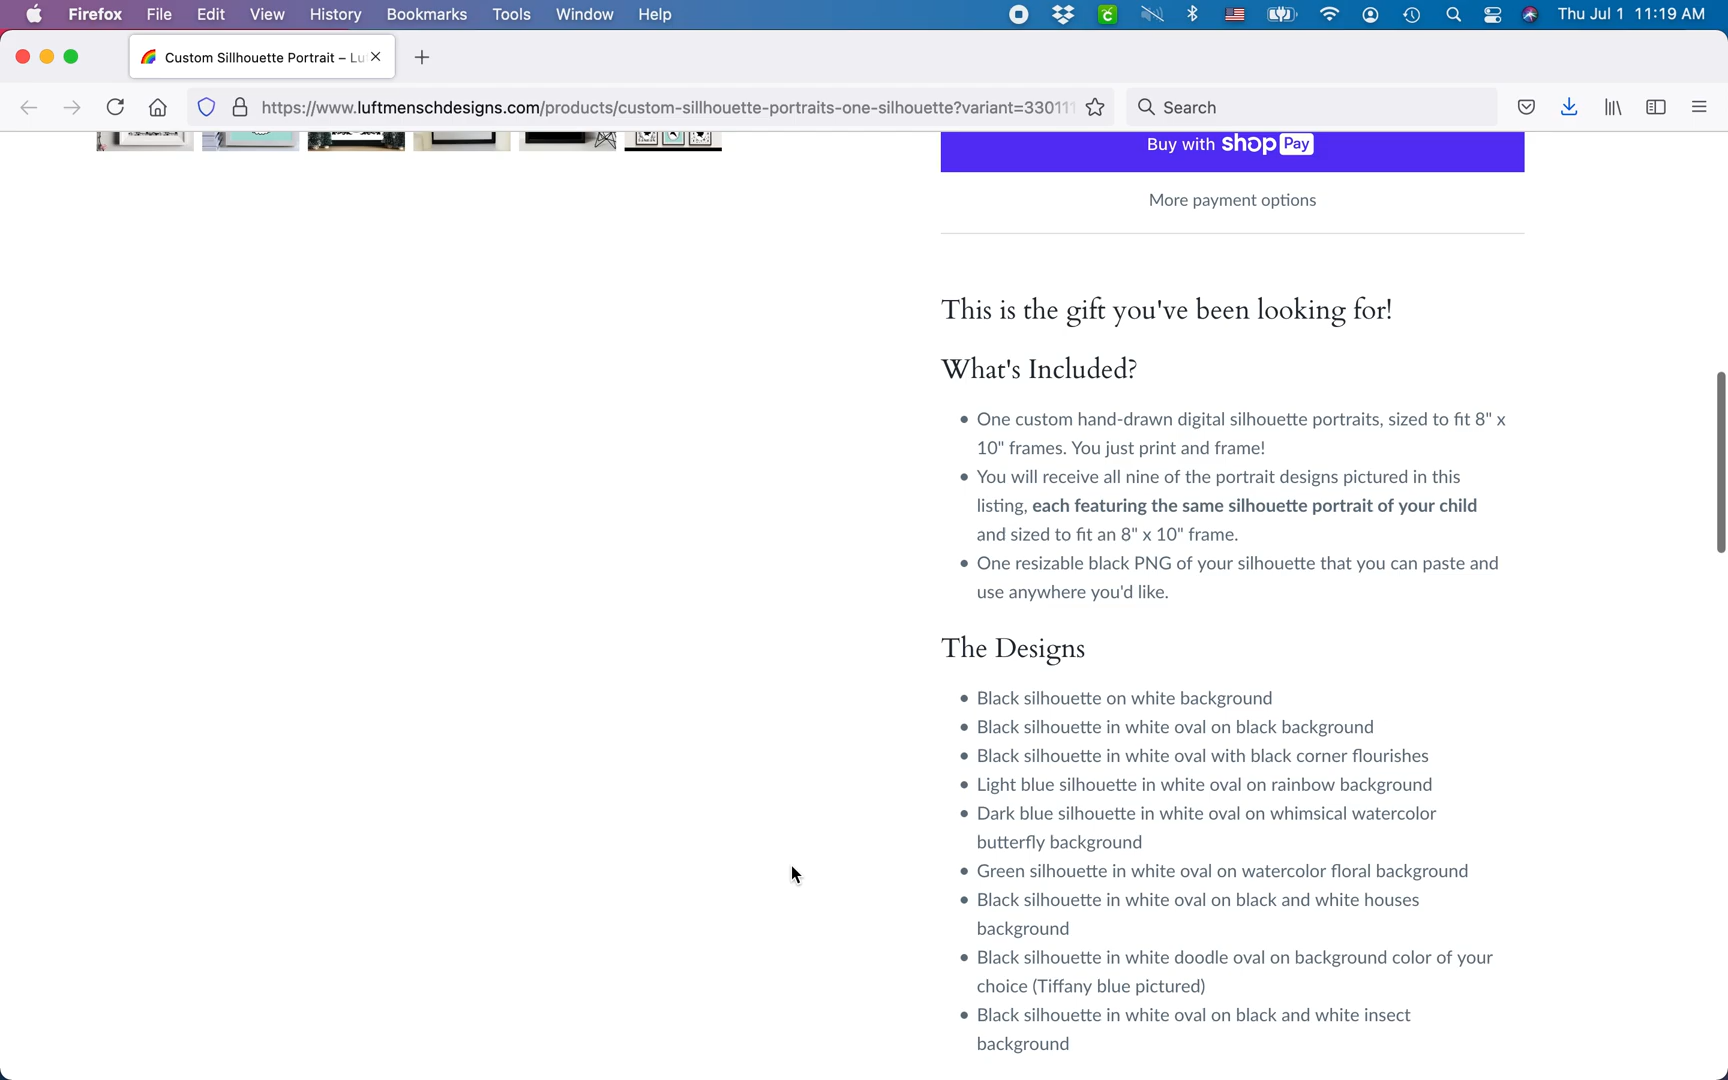 Firefox File Edit View History Bookmarks Tools Window Help Thu Jul 1 11:19 AM
Custom Sillhouette Portrait – Lu
https://www.luftmenschdesigns.com/products/custom-sillhouette-portraits-one-silhouette?variant=33011
Search
Buy with shop Pay
More payment options
This is the gift you've been looking for!
What's Included?
• One custom hand-drawn digital silhouette portraits, sized to fit 8" x
10" frames. You just print and frame!
• You will receive all nine of the portrait designs pictured in this
listing, each featuring the same silhouette portrait of your child
and sized to fit an 8" x 10" frame.
• One resizable black PNG of your silhouette that you can paste and
use anywhere you'd like.
The Designs
• Black silhouette on white background
• Black silhouette in white oval on black background
• Black silhouette in white oval with black corner flourishes
• Light blue silhouette in white oval on rainbow background
• Dark blue silhouette in white oval on whimsical watercolor
butterfly background
• Green silhouette in white oval on watercolor floral background
• Black silhouette in white oval on black and white houses
background
• Black silhouette in white doodle oval on background color of your
choice (Tiffany blue pictured)
• Black silhouette in white oval on black and white insect
background